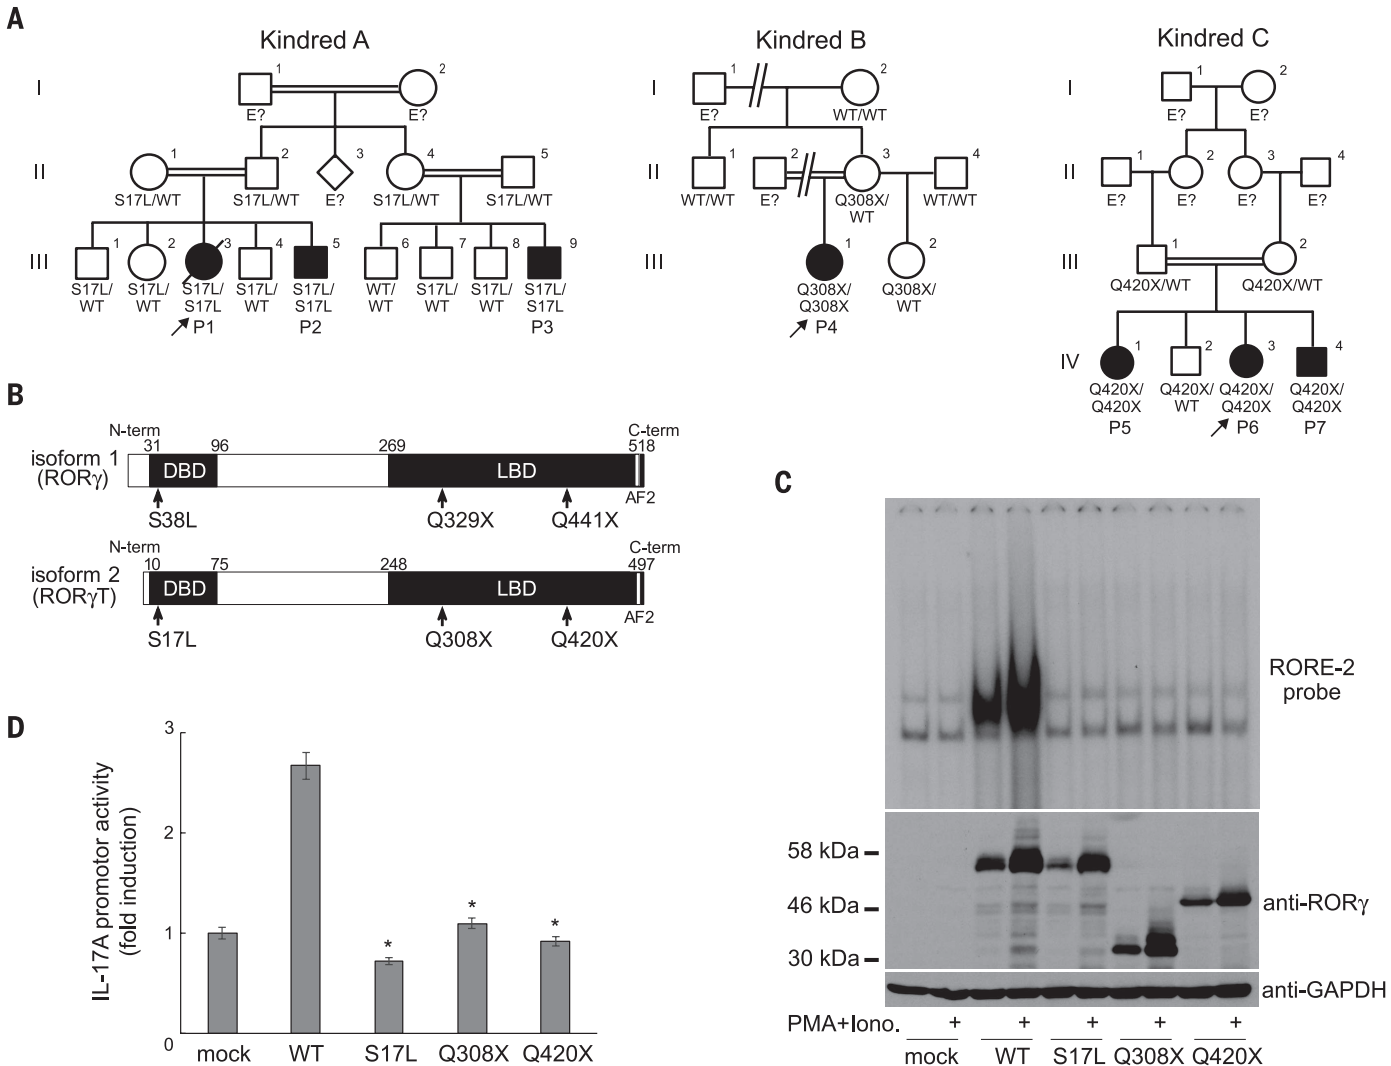 A
Kindred A
Kindred B
Kindred C
I
1
2
E?
E?
II
1
2
3
4
5
S17L/WT
S17L/WT
E?
S17L/WT
S17L/WT
III
1
2
3
4
5
6
7
8
9
S17L/ S17L/ S17L/ S17L/ S17L/ WT/ S17L/ S17L/ S17L/
WT WT S17L WT S17L WT WT WT S17L
P1 P2 P3
I
1
2
E?
WT/WT
II
1
2
3
4
WT/WT
E?
Q308X/
WT
WT/WT
III
1
2
Q308X/ Q308X/
Q308X WT
P4
I
1
2
E?
E?
II
1
2
3
4
E?
E?
E?
E?
III
1
2
Q420X/WT
Q420X/WT
IV
1
2
3
4
Q420X/ Q420X/ Q420X/ Q420X/
Q420X WT Q420X Q420X
P5 P6 P7
B
N-term
C-term
31
96
269
518
isoform 1
(RORγ)
DBD
LBD
AF2
S38L
Q329X
Q441X
N-term
C-term
10
75
248
497
isoform 2
(RORγT)
DBD
LBD
AF2
S17L
Q308X
Q420X
C
RORE-2
probe
58 kDa
46 kDa
30 kDa
anti-RORγ
anti-GAPDH
PMA+Iono.
+ + + + +
mock WT S17L Q308X Q420X
D
IL-17A promotor activity
(fold induction)
3
2
1
0
*
*
*
mock WT S17L Q308X Q420X